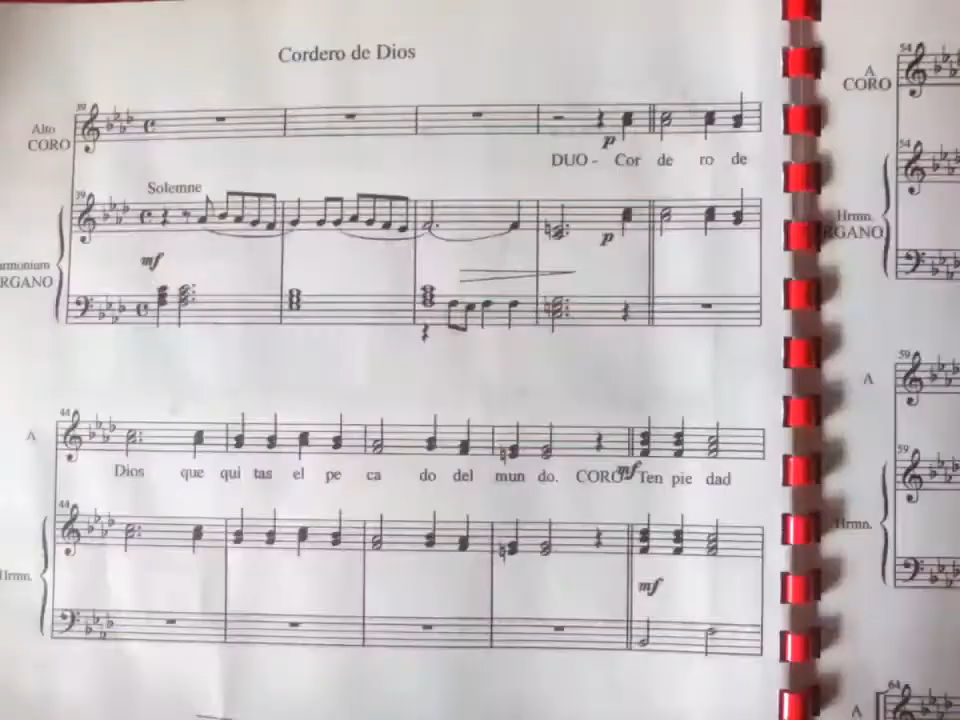 Cordero de Dios
39
Alto
CORO
p
DUO - Cor de ro de
39
Solemne
mf
p
armonium
RGANO
44
A
Dios que qui tas el pe ca do del mun do. CORO mf Ten pie dad
44
Hrmn.
mf
54
A
CORO
54
Hrmn.
RGANO
59
A
59
Hrmn.
64
A